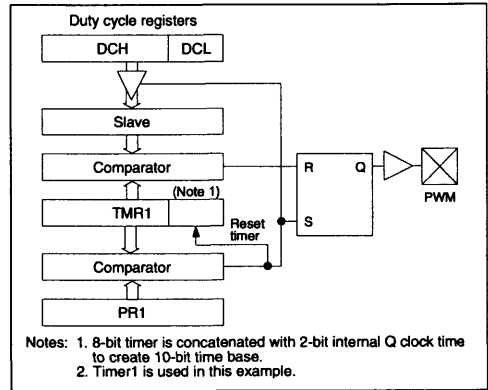 Duty cycle registers
DCH DCL
Slave
Comparator
R Q
PWM
(Note 1)
TMR1
Reset
timer
S
Comparator
PR1
Notes: 1. 8-bit timer is concatenated with 2-bit internal Q clock time
to create 10-bit time base.
2. Timer1 is used in this example.